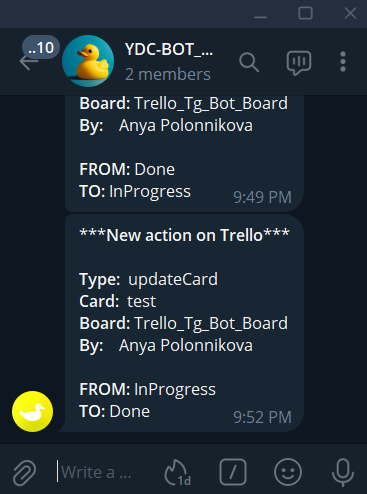 ..10
YDC-BOT_...
2 members
Board: Trello_Tg_Bot_Board
By: Anya Polonnikova
FROM: Done
TO: InProgress
9:49 PM
***New action on Trello***
Type: updateCard
Card: test
Board: Trello_Tg_Bot_Board
By: Anya Polonnikova
FROM: InProgress
TO: Done
9:52 PM
Write a ...
1d
/